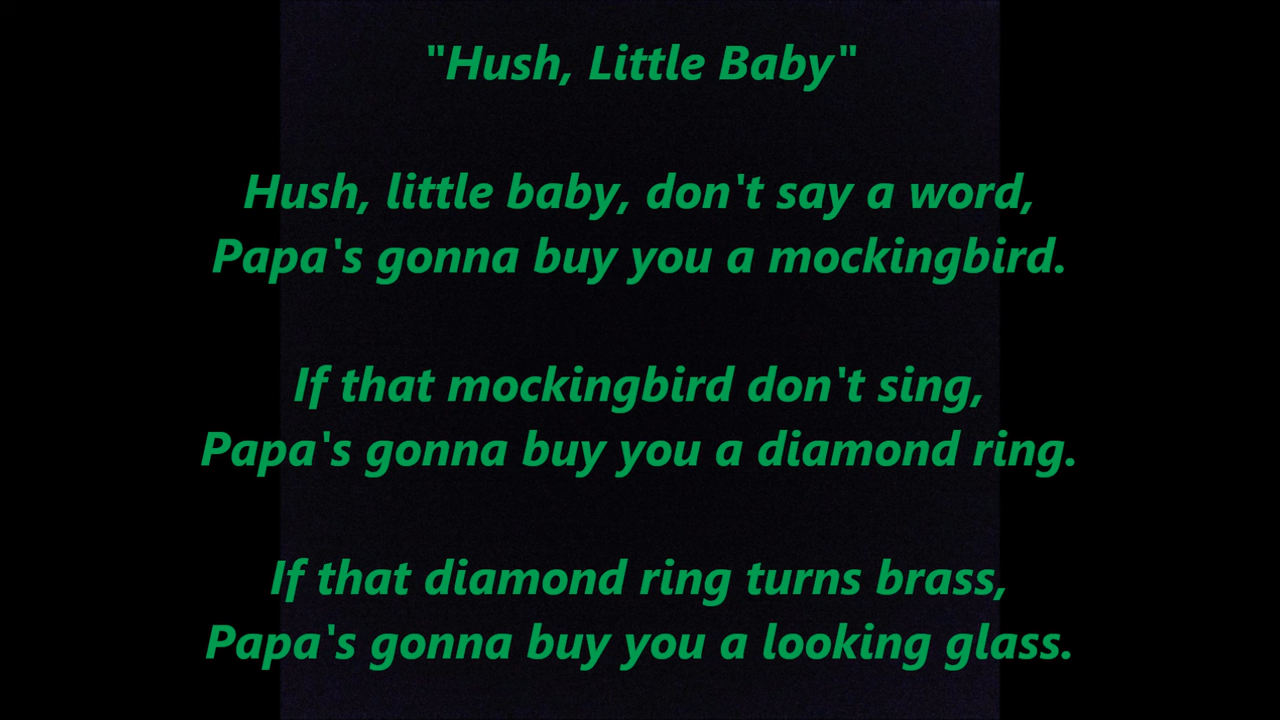 "Hush, Little Baby"
Hush, little baby, don't say a word,
Papa's gonna buy you a mockingbird.
If that mockingbird don't sing,
Papa's gonna buy you a diamond ring.
If that diamond ring turns brass,
Papa's gonna buy you a looking glass.